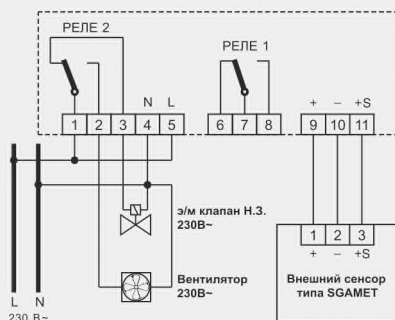 РЕЛЕ 2
РЕЛЕ 1
N L
1 2 3 4 5
6 7 8
+ – +S
9 10 11
э/м клапан Н.З.
230В~
1 2 3
+ – +S
Вентилятор
230В~
Внешний сенсор
типа SGAMET
L N
230 В~